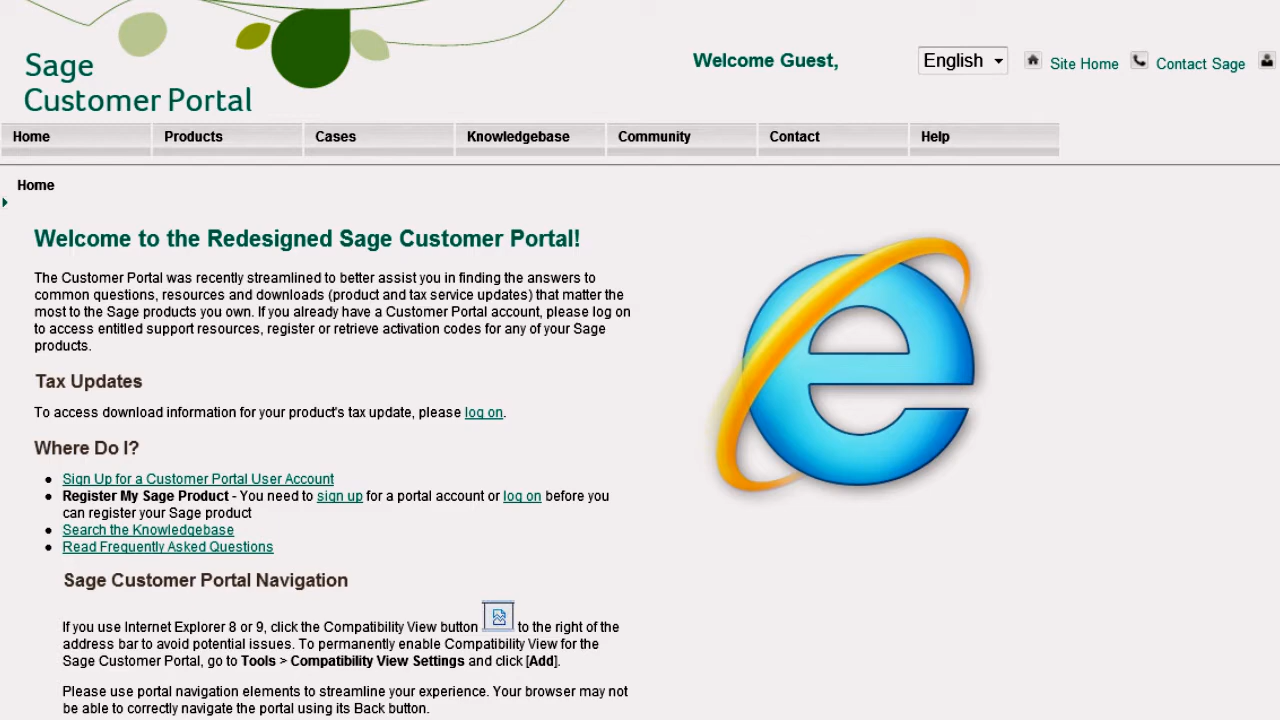 Sage
Customer Portal
Welcome Guest,
English
Site Home
Contact Sage
Home
Products
Cases
Knowledgebase
Community
Contact
Help
Home
Welcome to the Redesigned Sage Customer Portal!
The Customer Portal was recently streamlined to better assist you in finding the answers to
common questions, resources and downloads (product and tax service updates) that matter the
most to the Sage products you own. If you already have a Customer Portal account, please log on
to access entitled support resources, register or retrieve activation codes for any of your Sage
products.
Tax Updates
To access download information for your product's tax update, please log on.
Where Do I?
Sign Up for a Customer Portal User Account
Register My Sage Product - You need to sign up for a portal account or log on before you
can register your Sage product
Search the Knowledgebase
Read Frequently Asked Questions
Sage Customer Portal Navigation
If you use Internet Explorer 8 or 9, click the Compatibility View button to the right of the
address bar to avoid potential issues. To permanently enable Compatibility View for the
Sage Customer Portal, go to Tools > Compatibility View Settings and click [Add].
Please use portal navigation elements to streamline your experience. Your browser may not
be able to correctly navigate the portal using its Back button.